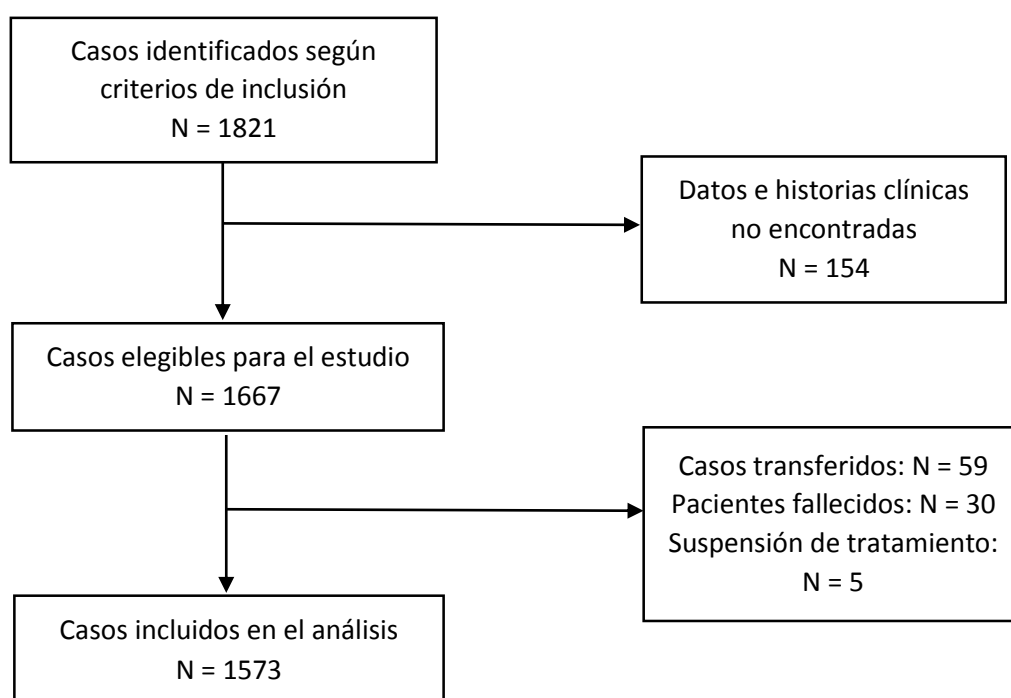 Casos identificados según
criterios de inclusión
N = 1821
Datos e historias clínicas
no encontradas
N = 154
Casos elegibles para el estudio
N = 1667
Casos transferidos: N = 59
Pacientes fallecidos: N = 30
Suspensión de tratamiento:
N = 5
Casos incluidos en el análisis
N = 1573